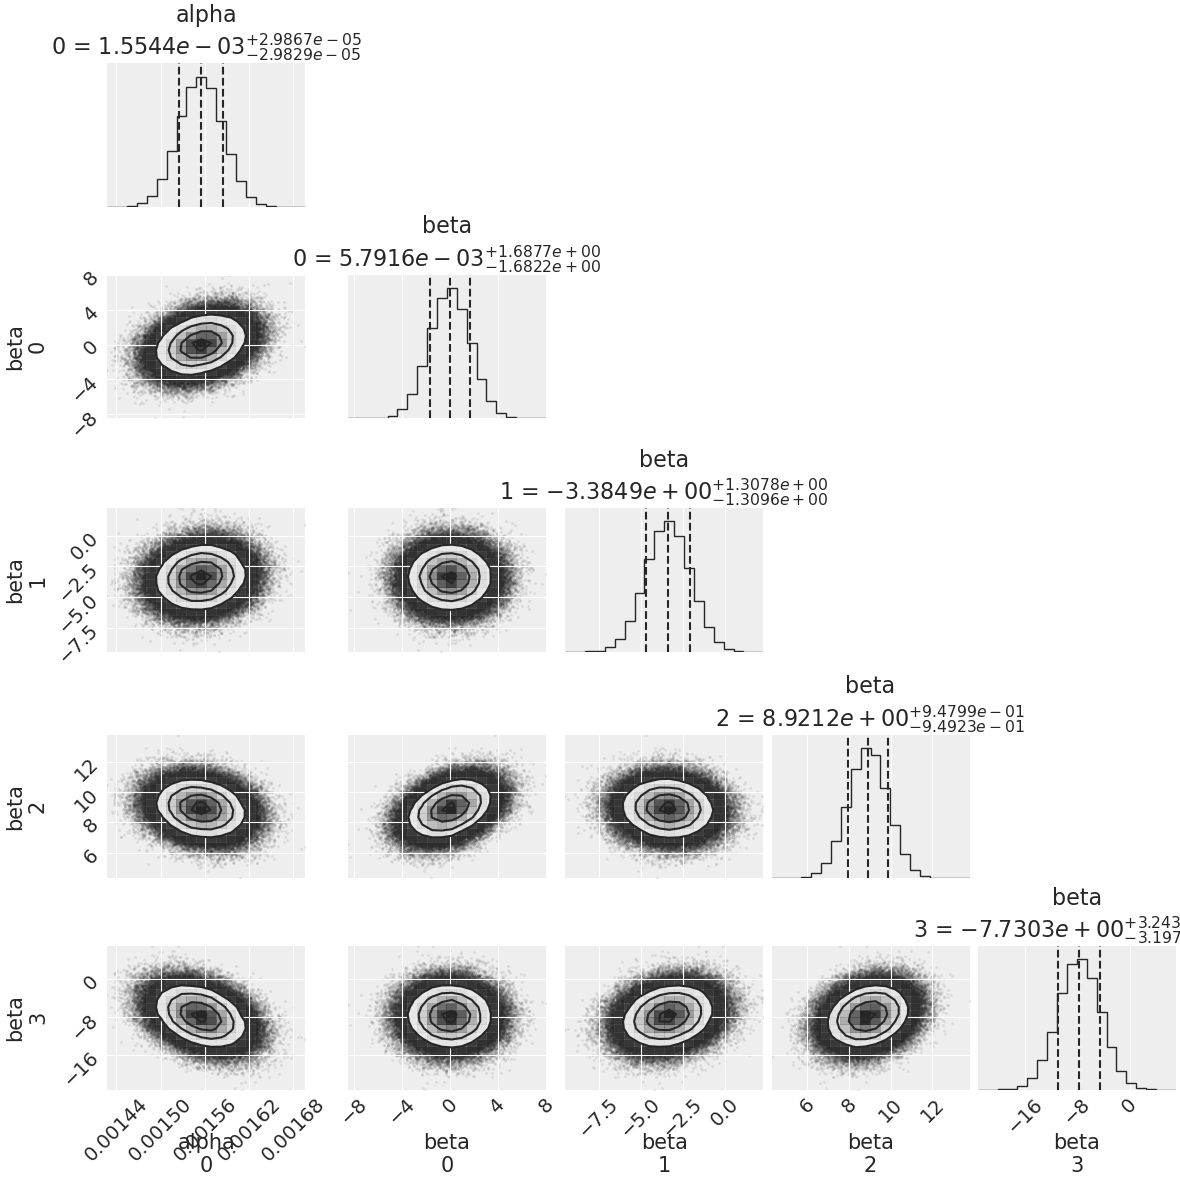 alpha
0 = 1.5544e − 03 +2.9867e−05 −2.9829e−05
beta
0 = 5.7916e − 03 +1.6877e+00 −1.6822e+00
8
4
0
−4
−8
beta
0
beta
1 = −3.3849e + 00 +1.3078e+00 −1.3096e+00
0.0
−2.5
−5.0
−7.5
beta
1
beta
2 = 8.9212e + 00 +9.4799e−01 −9.4923e−01
12
10
8
6
beta
2
beta
3 = −7.7303e + 00 +3.243 −3.197
0
−8
−16
beta
3
0.00144 0.00150 0.00156 0.00162 0.00168
alpha
0
−8 −4 0 4 8
beta
0
−7.5 −5.0 −2.5 0.0
beta
1
6 8 10 12
beta
2
−16 −8 0
beta
3